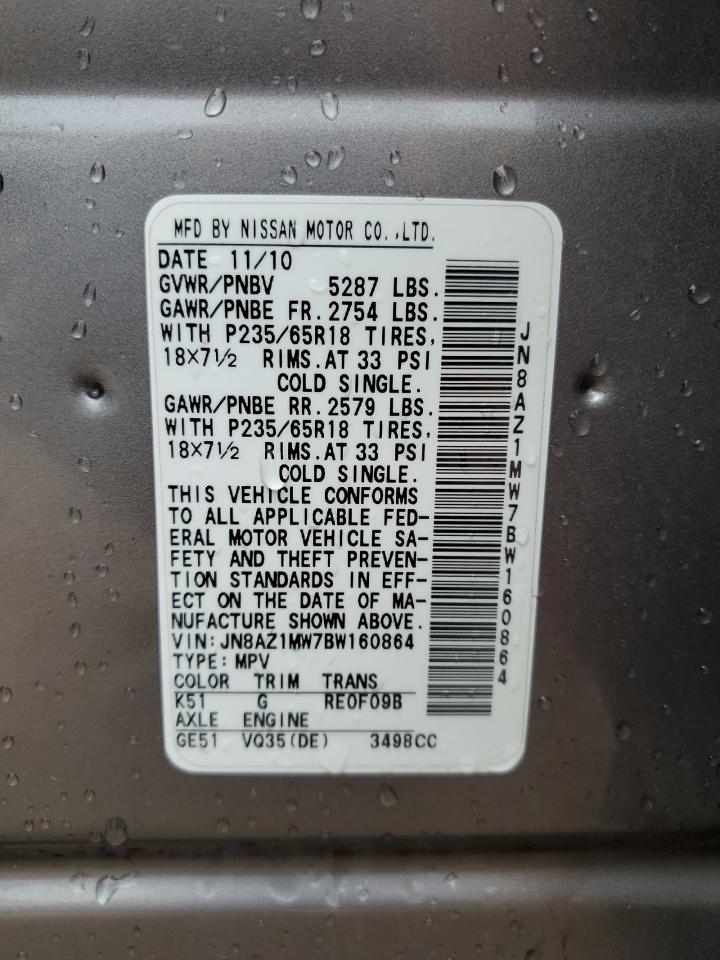 MFD BY NISSAN MOTOR CO.,LTD.
DATE 11/10
GVWR/PNBV 5287 LBS.
GAWR/PNBE FR. 2754 LBS.
WITH P235/65R18 TIRES,
18×7½ RIMS.AT 33 PSI
COLD SINGLE.
GAWR/PNBE RR. 2579 LBS.
WITH P235/65R18 TIRES,
18×7½ RIMS.AT 33 PSI
COLD SINGLE.
THIS VEHICLE CONFORMS
TO ALL APPLICABLE FED-
ERAL MOTOR VEHICLE SA-
FETY AND THEFT PREVEN-
TION STANDARDS IN EFF-
ECT ON THE DATE OF MA-
NUFACTURE SHOWN ABOVE.
VIN:JN8AZ1MW7BW160864
TYPE:MPV
COLOR TRIM TRANS
K51 G RE0F09B
AXLE ENGINE
GE51 VQ35(DE) 3498CC
JN8AZ1MW7BW160864